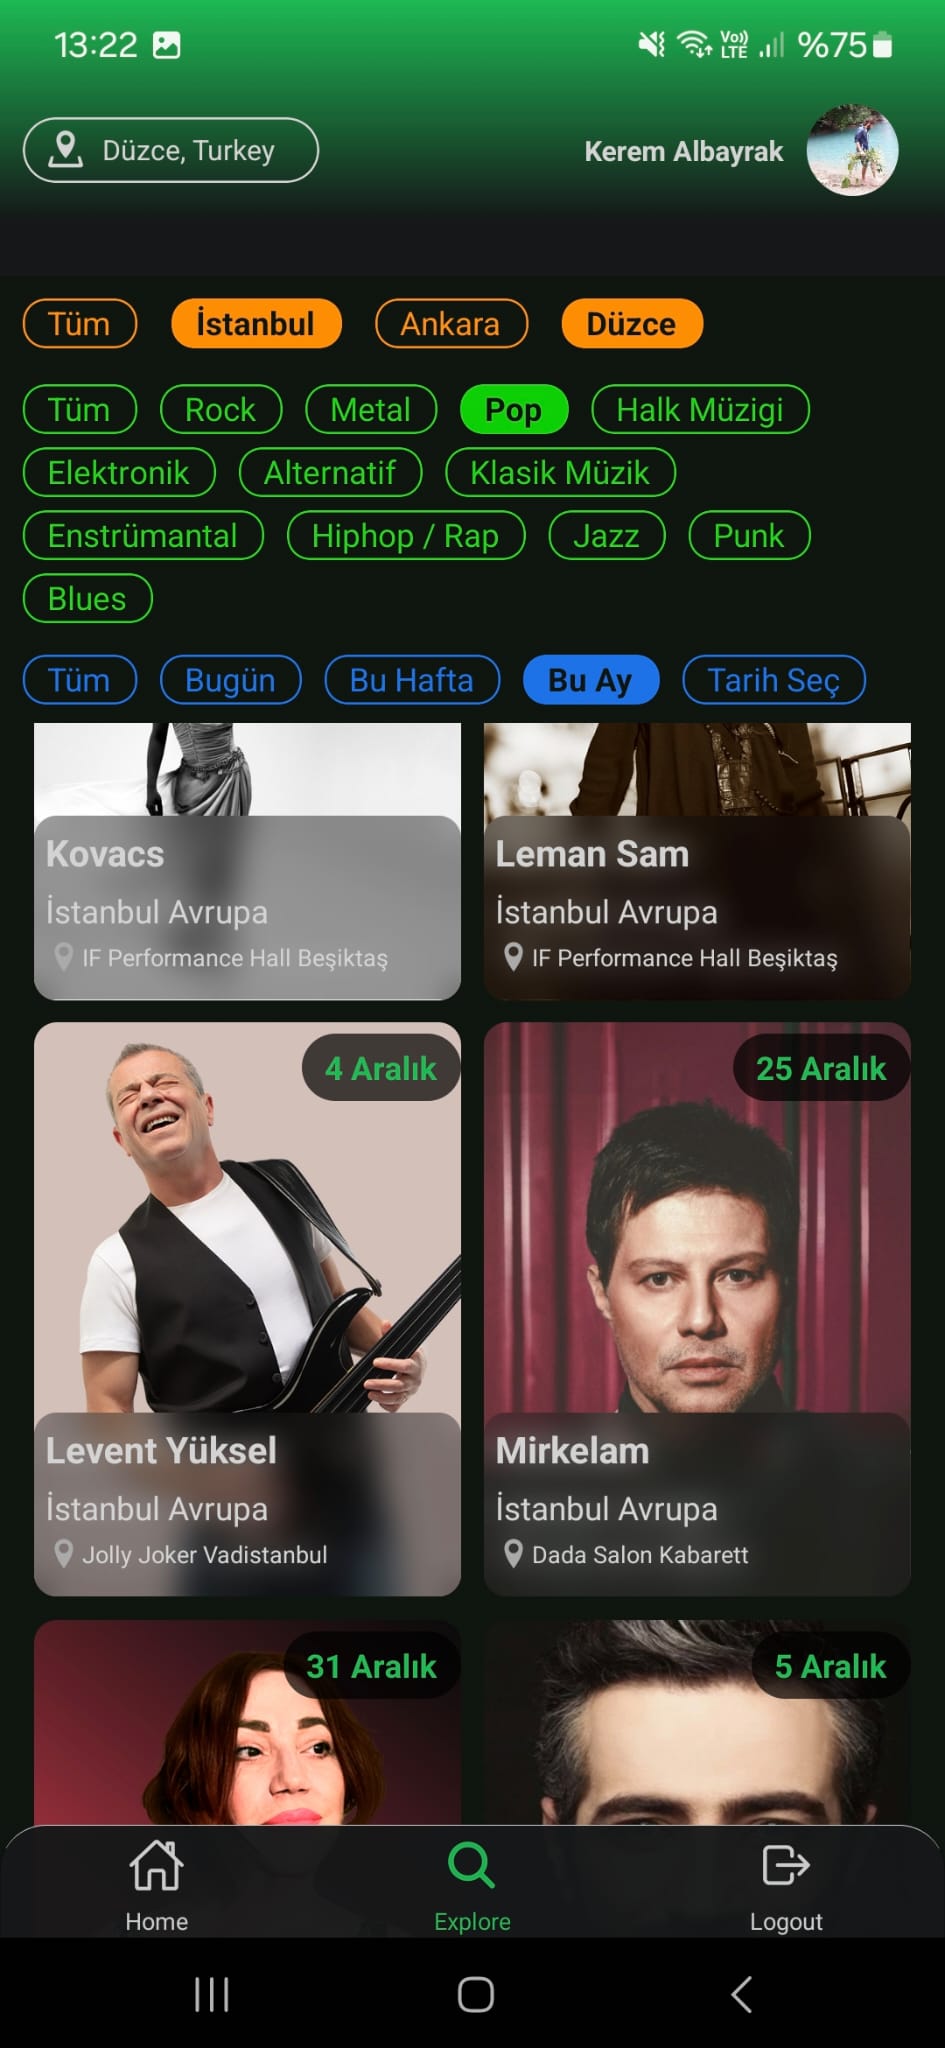 13:22 Vo)) LTE %75
Düzce, Turkey Kerem Albayrak
Tüm İstanbul Ankara Düzce
Tüm Rock Metal Pop Halk Müzigi
Elektronik Alternatif Klasik Müzik
Enstrümantal Hiphop / Rap Jazz Punk
Blues
Tüm Bugün Bu Hafta Bu Ay Tarih Seç
Kovacs
İstanbul Avrupa
IF Performance Hall Beşiktaş
Leman Sam
İstanbul Avrupa
IF Performance Hall Beşiktaş
4 Aralık
Levent Yüksel
İstanbul Avrupa
Jolly Joker Vadistanbul
25 Aralık
Mirkelam
İstanbul Avrupa
Dada Salon Kabarett
31 Aralık
5 Aralık
Home Explore Logout